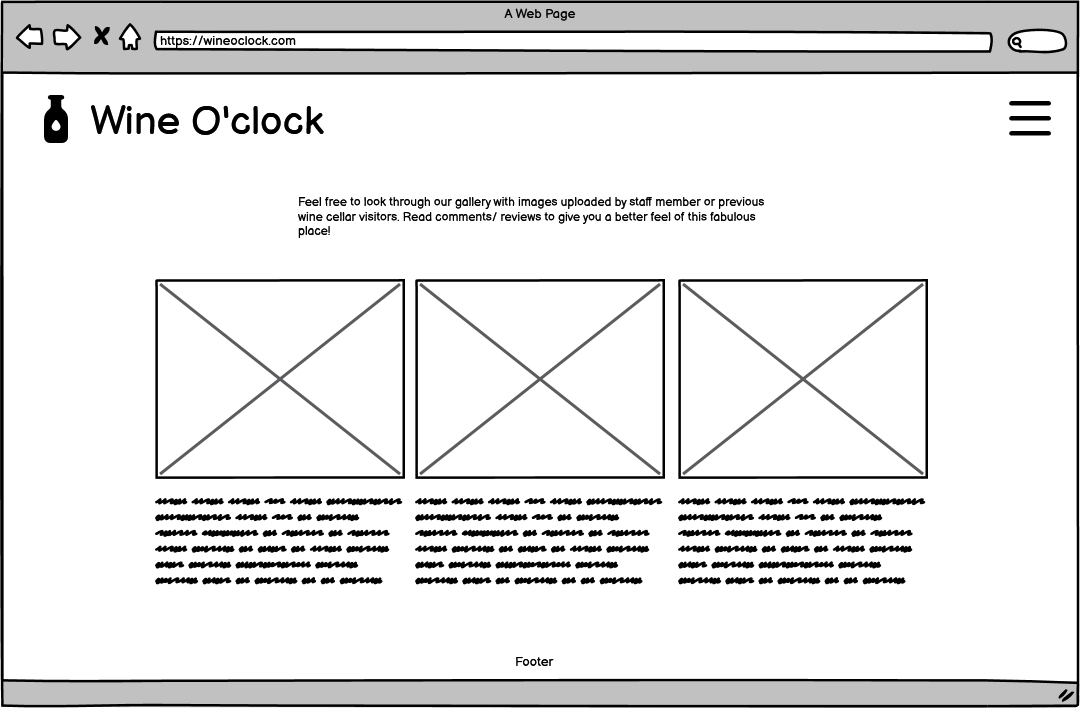 A Web Page
https://wineoclock.com
Wine O'clock
Feel free to look through our gallery with images uploaded by staff member or previous
wine cellar visitors. Read comments/ reviews to give you a better feel of this fabulous
place!
Footer